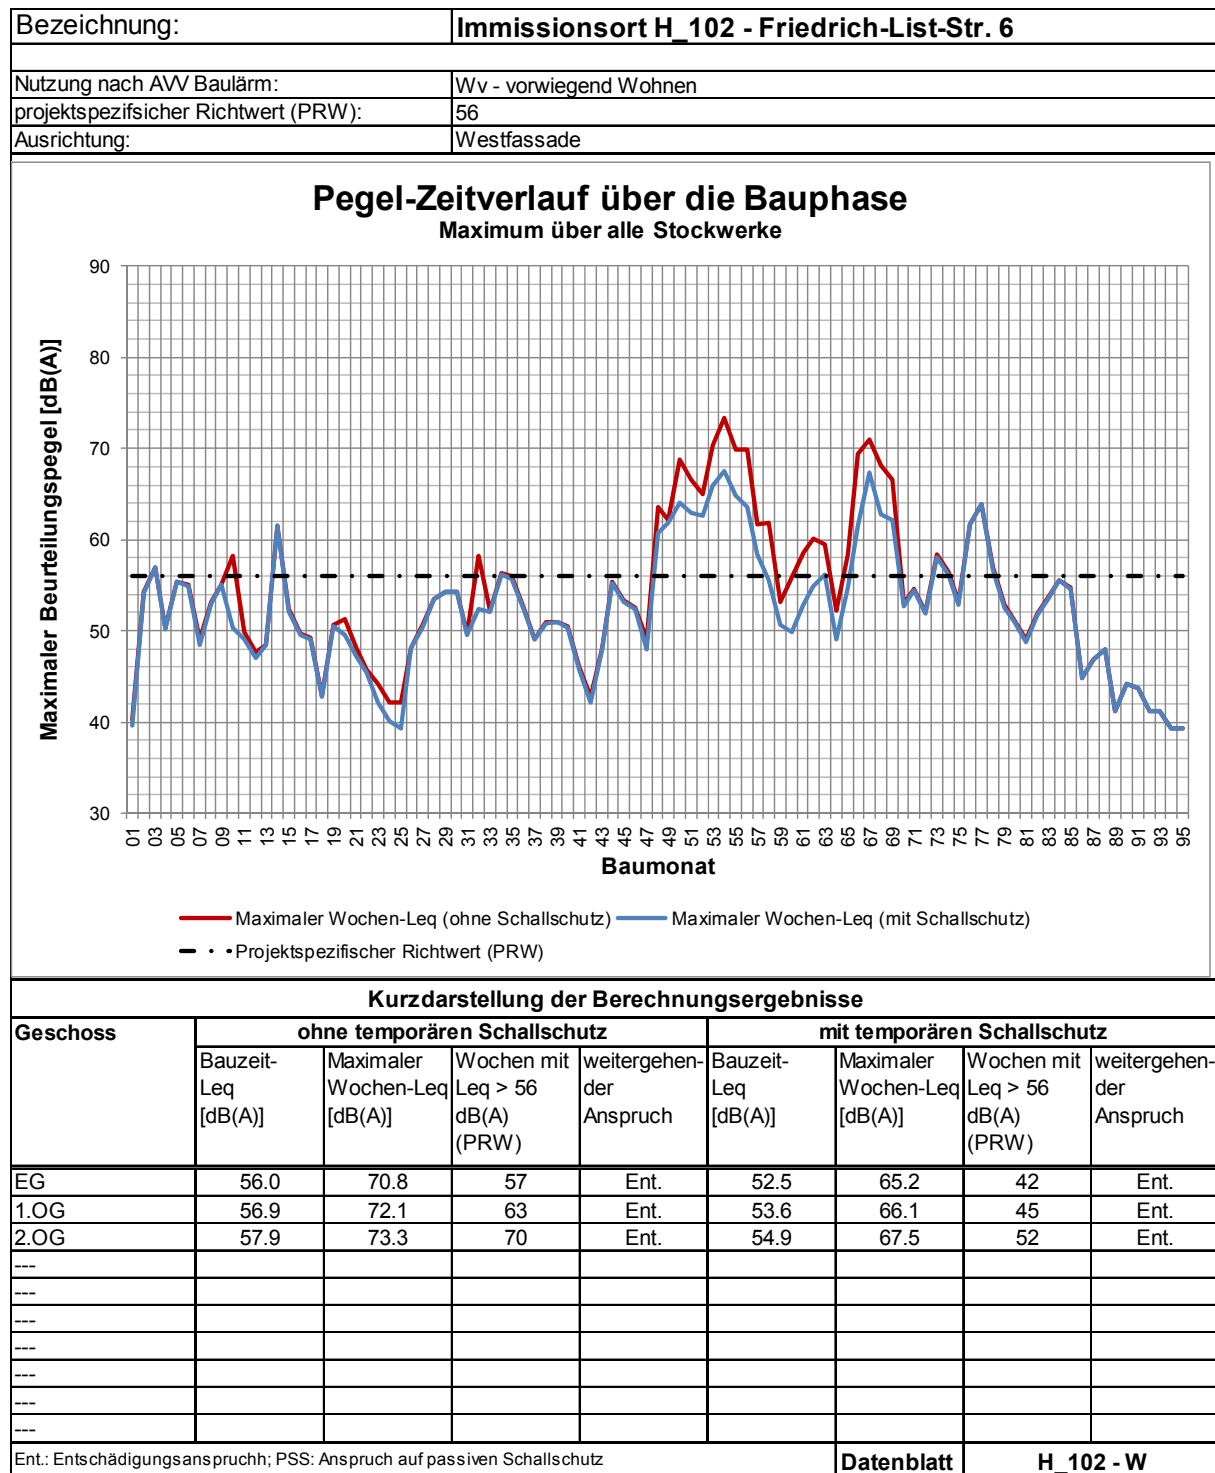 Bezeichnung: Immissionsort H_102 - Friedrich-List-Str. 6
Nutzung nach AVV Baulärm: Wv - vorwiegend Wohnen
projektspezifsicher Richtwert (PRW): 56
Ausrichtung: Westfassade
Pegel-Zeitverlauf über die Bauphase
Maximum über alle Stockwerke
Maximaler Beurteilungspegel [dB(A)]
90
80
70
60
50
40
30
01 03 05 07 09 11 13 15 17 19 21 23 25 27 29 31 33 35 37 39 41 43 45 47 49 51 53 55 57 59 61 63 65 67 69 71 73 75 77 79 81 83 85 87 89 91 93 95
Baumonat
Maximaler Wochen-Leq (ohne Schallschutz) Maximaler Wochen-Leq (mit Schallschutz)
Projektspezifischer Richtwert (PRW)
Kurzdarstellung der Berechnungsergebnisse
Geschoss ohne temporären Schallschutz mit temporären Schallschutz
Bauzeit- Maximaler Wochen mit weitergehen- Bauzeit- Maximaler Wochen mit weitergehen-
Leq Wochen-Leq Leq > 56 der Leq Wochen-Leq Leq > 56 der
[dB(A)] [dB(A)] dB(A) Anspruch [dB(A)] [dB(A)] dB(A) Anspruch
(PRW) (PRW)
EG 56.0 70.8 57 Ent. 52.5 65.2 42 Ent.
1.OG 56.9 72.1 63 Ent. 53.6 66.1 45 Ent.
2.OG 57.9 73.3 70 Ent. 54.9 67.5 52 Ent.
---
---
---
---
---
---
---
Ent.: Entschädigungsanspruchh; PSS: Anspruch auf passiven Schallschutz Datenblatt H_102 - W